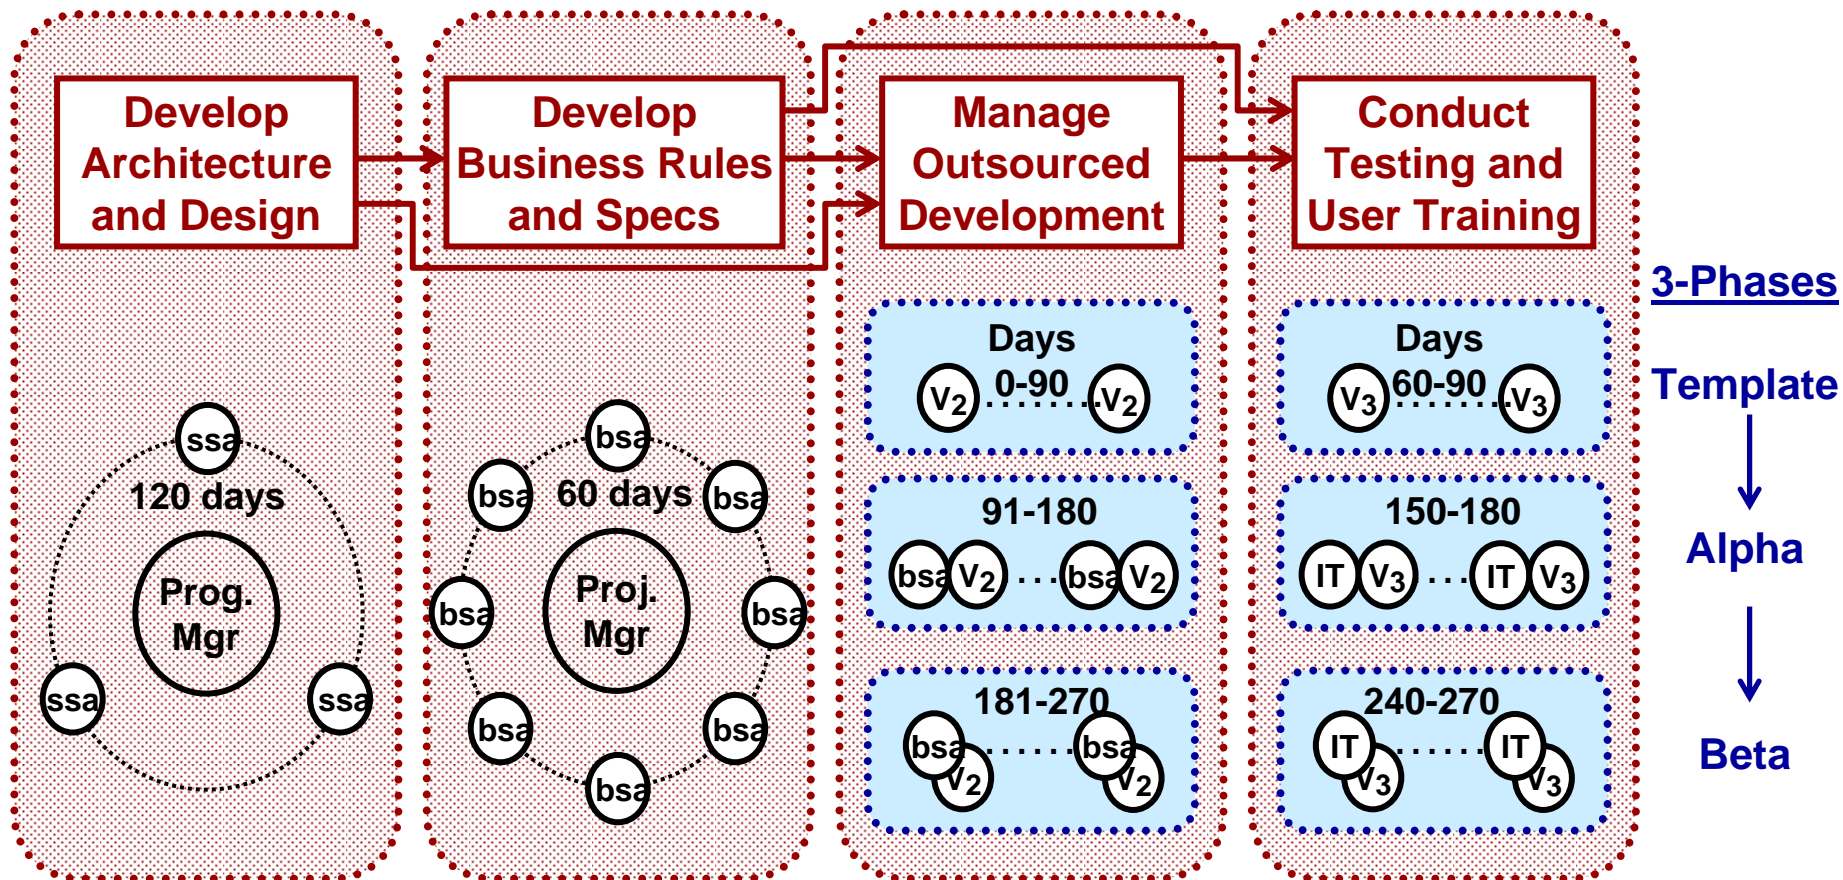 Develop
Architecture
and Design
Develop
Business Rules
and Specs
Manage
Outsourced
Development
Conduct
Testing and
User Training
ssa
120 days
Prog.
Mgr
ssa
ssa
bsa
bsa
60 days
bsa
bsa
Proj.
Mgr
bsa
bsa
bsa
bsa
Days
0-90
V2 ........ V2
91-180
bsa V2 .... bsa V2
181-270
bsa ...... bsa
V2 V2
Days
60-90
V3 ........ V3
150-180
IT V3 .... IT V3
240-270
IT ...... IT
V3 V3
3-Phases
Template
Alpha
Beta